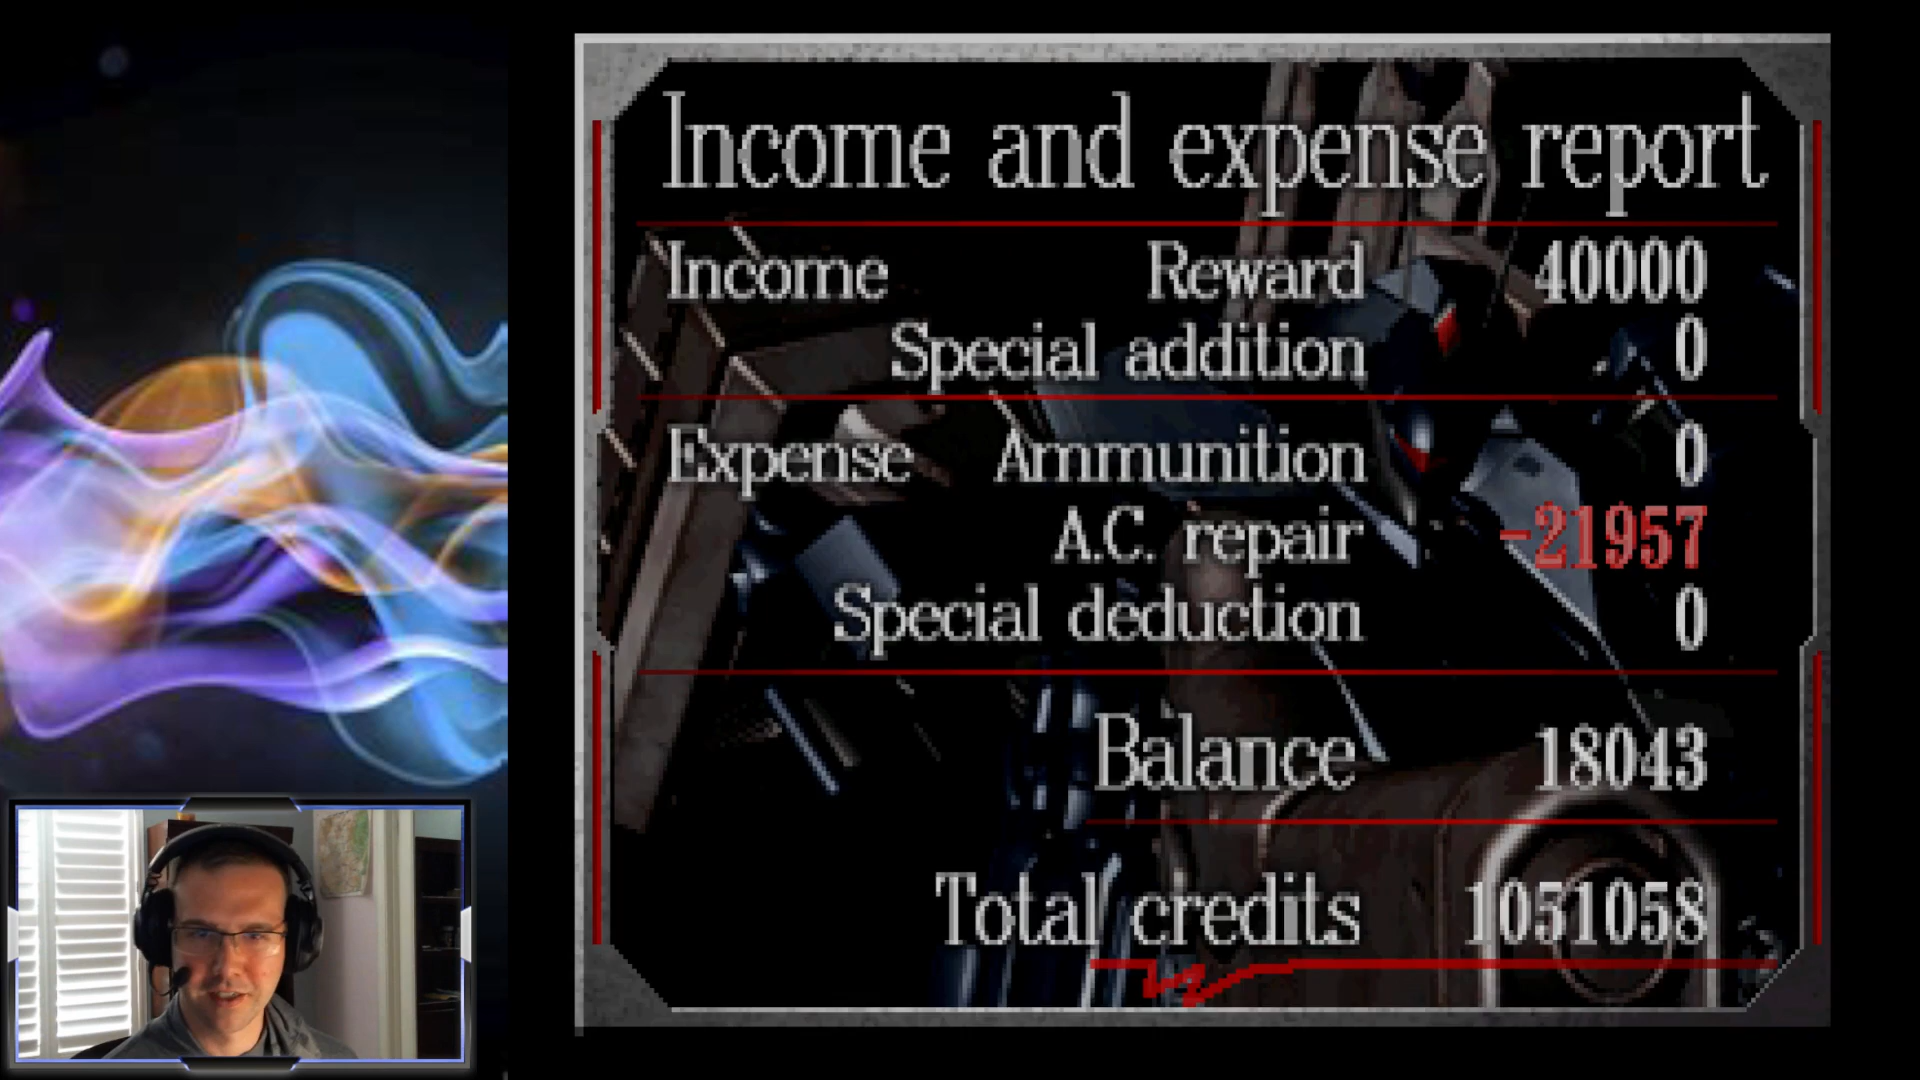 Income and expense report
Income Reward 40000
Special addition 0
Expense Ammunition 0
A.C. repair -21957
Special deduction 0
Balance 18043
Total credits 1051058